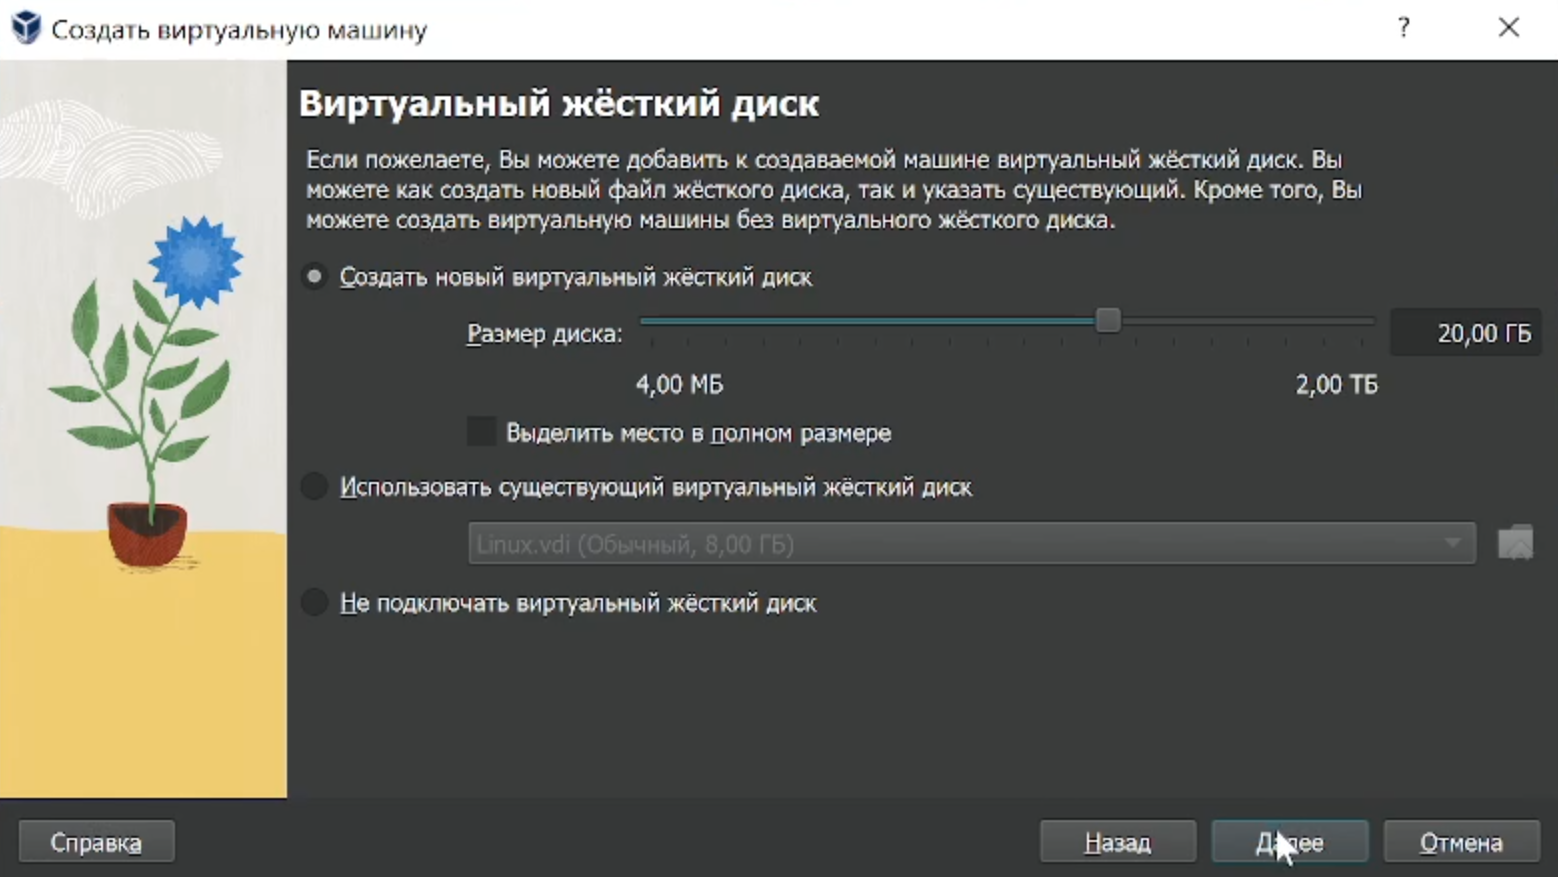 Создать виртуальную машину
?
Виртуальный жёсткий диск
Если пожелаете, Вы можете добавить к создаваемой машине виртуальный жёсткий диск. Вы
можете как создать новый файл жёсткого диска, так и указать существующий. Кроме того, Вы
можете создать виртуальную машины без виртуального жёсткого диска.
Создать новый виртуальный жёсткий диск
Размер диска:
20,00 ГБ
4,00 МБ
2,00 ТБ
Выделить место в полном размере
Использовать существующий виртуальный жёсткий диск
Linux.vdi (Обычный, 8,00 ГБ)
Не подключать виртуальный жёсткий диск
Справка
Назад
Далее
Отмена